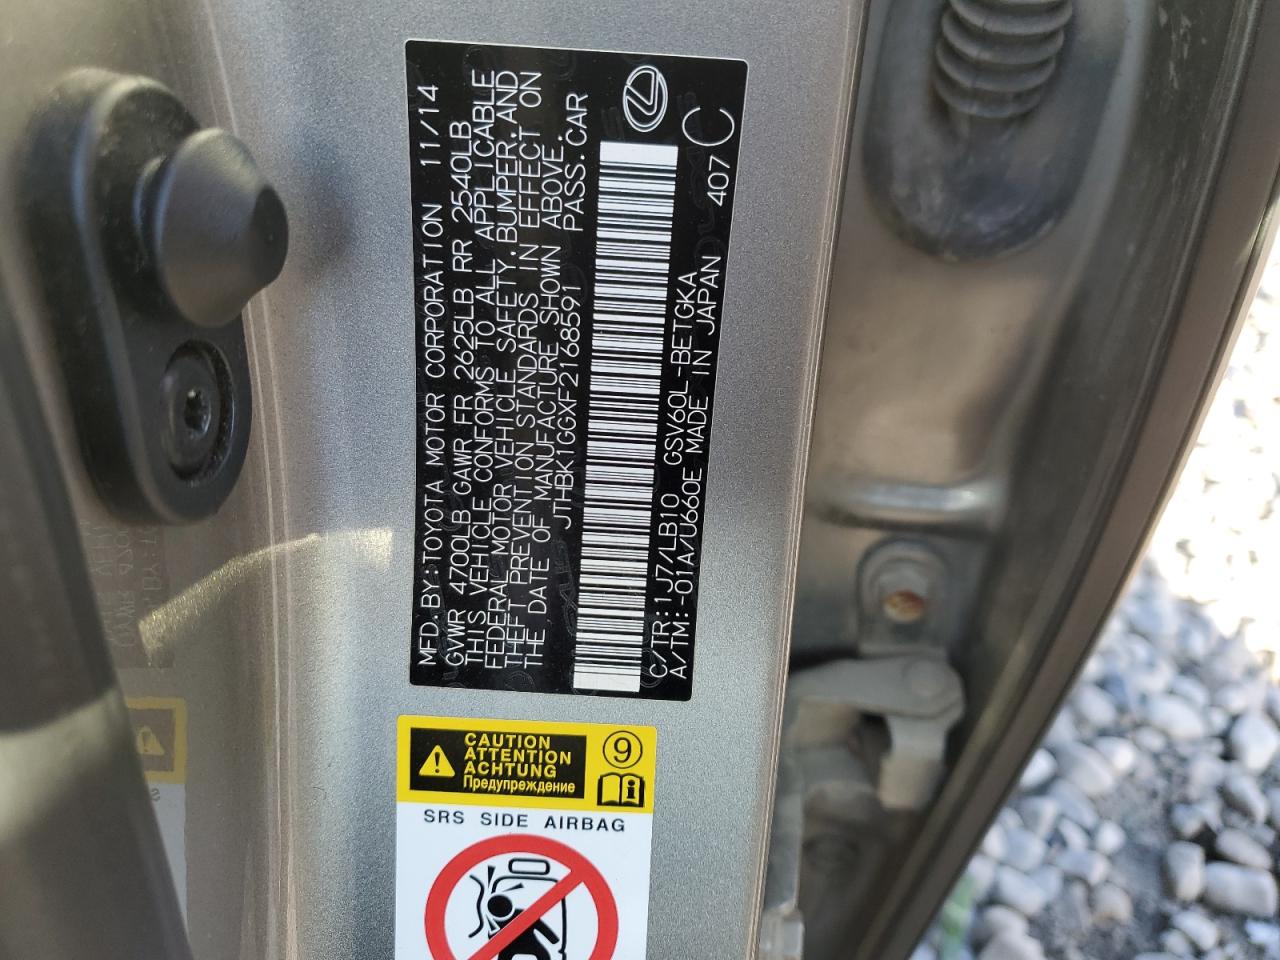 MFD. BY: TOYOTA MOTOR CORPORATION 11/14
GVWR 4700LB GAWR FR 2625LB RR 2540LB
THIS VEHICLE CONFORMS TO ALL APPLICABLE
FEDERAL MOTOR VEHICLE SAFETY, BUMPER, AND
THEFT PREVENTION STANDARDS IN EFFECT ON
THE DATE OF MANUFACTURE SHOWN ABOVE.
JTHBK1GGXF2168591 PASS.CAR
C/TR: 1J7/LB10 GSV60L -BETGKA
A/TM: -01A/U660E MADE IN JAPAN 407 C
CAUTION
ATTENTION
ACHTUNG
Предупреждение
9
SRS SIDE AIRBAG